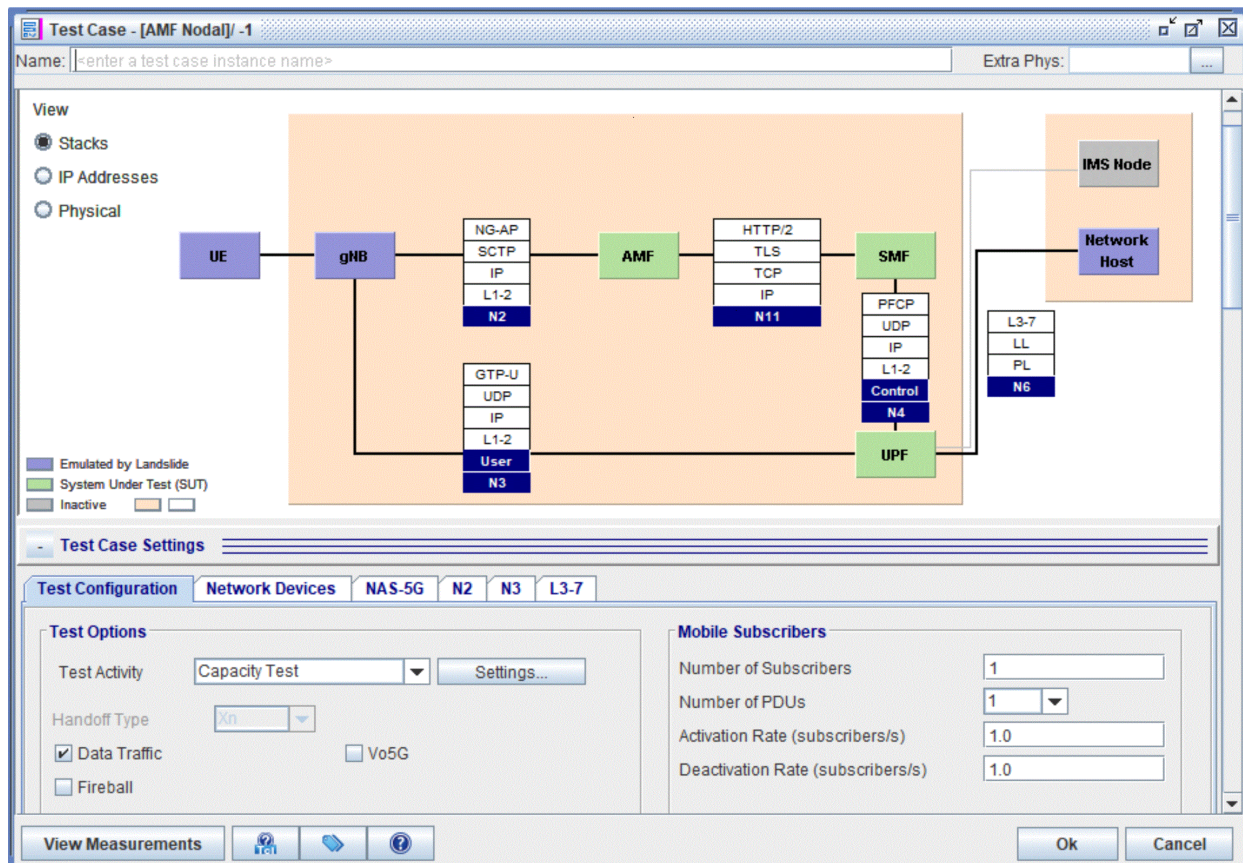 Test Case - [AMF Nodal]/ -1
Name: <enter a test case instance name>
Extra Phys:
...
View
Stacks
IP Addresses
Physical
UE
gNB
NG-AP
SCTP
IP
L1-2
N2
AMF
HTTP/2
TLS
TCP
IP
N11
SMF
IMS Node
Network
Host
PFCP
UDP
IP
L1-2
Control
N4
L3-7
LL
PL
N6
GTP-U
UDP
IP
L1-2
User
N3
UPF
Emulated by Landslide
System Under Test (SUT)
Inactive
- Test Case Settings
Test Configuration Network Devices NAS-5G N2 N3 L3-7
Test Options
Test Activity Capacity Test Settings...
Handoff Type Xn
Data Traffic Vo5G
Fireball
Mobile Subscribers
Number of Subscribers 1
Number of PDUs 1
Activation Rate (subscribers/s) 1.0
Deactivation Rate (subscribers/s) 1.0
View Measurements
Ok Cancel